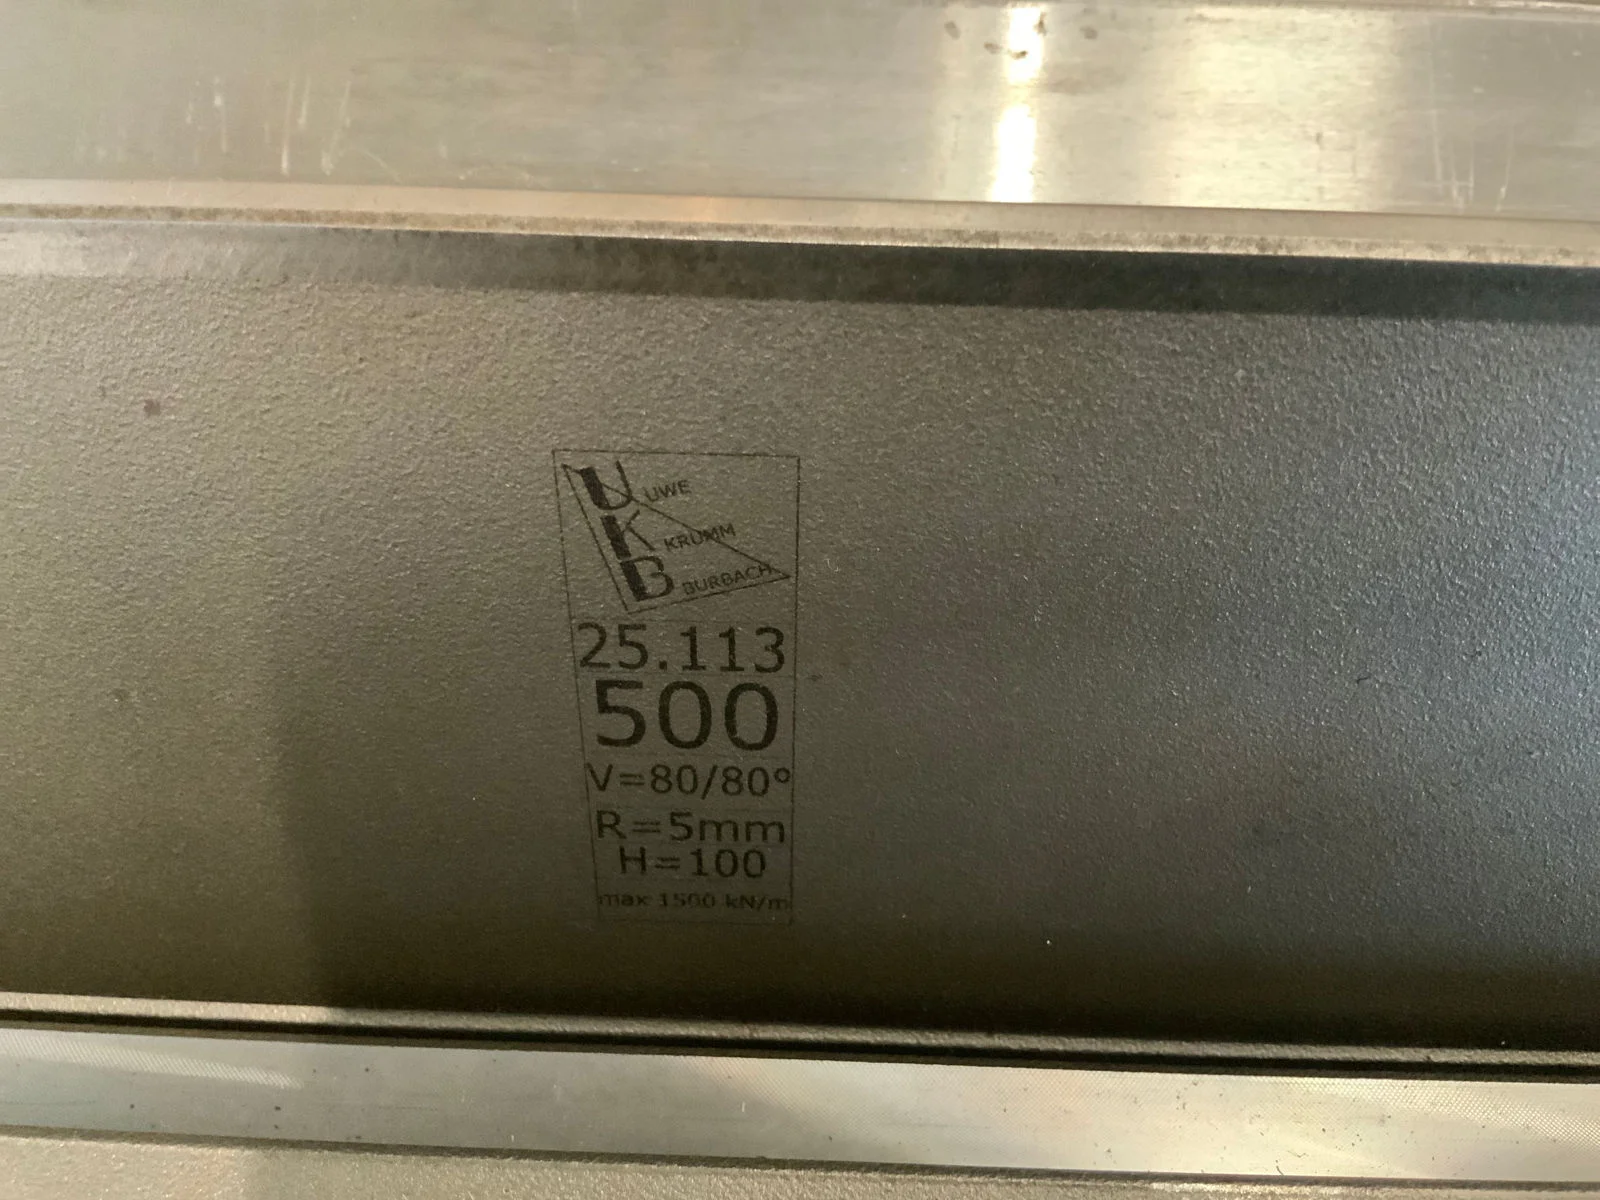 UKB
UWE
KRUMM
BURBACH
25.113
500
V=80/80°
R=5mm
H=100
max 1500 kN/m